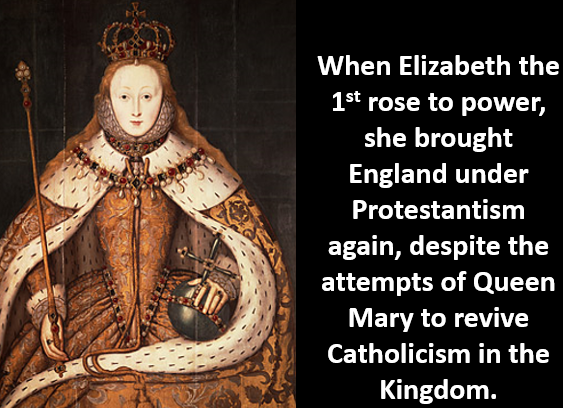 When Elizabeth the
1st rose to power,
she brought
England under
Protestantism
again, despite the
attempts of Queen
Mary to revive
Catholicism in the
Kingdom.